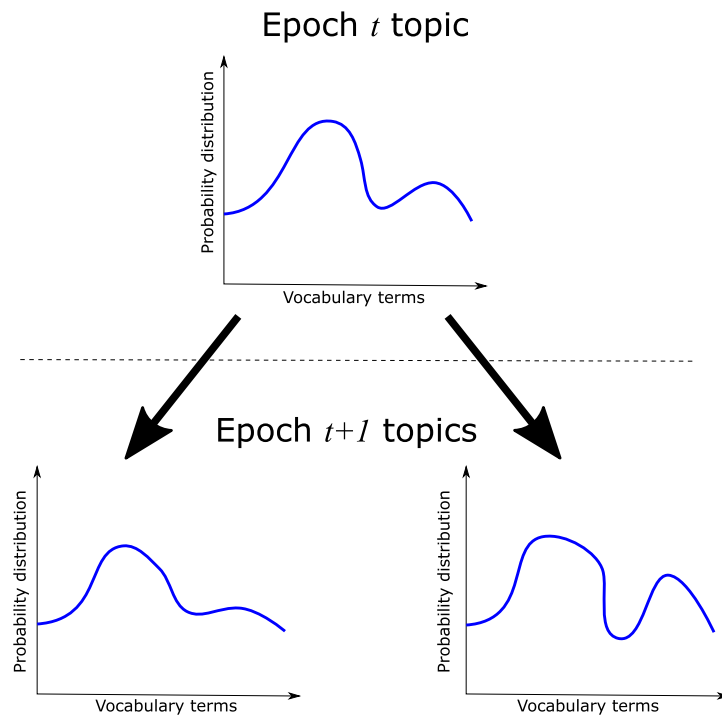 Epoch t topic
Probability distribution
Vocabulary terms
Epoch t+1 topics
Probability distribution
Vocabulary terms
Probability distribution
Vocabulary terms